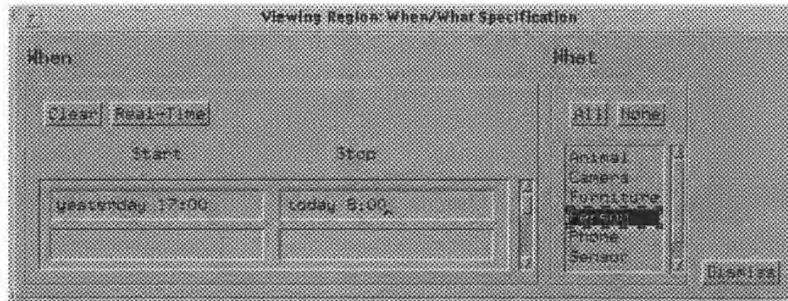 Viewing Region: When/What Specification
When
What
Clear Real-Time
All None
Start Stop
yesterday 17:00 today 8:00
Animal
Camera
Furniture
Person
Phone
Sensor
Dismiss